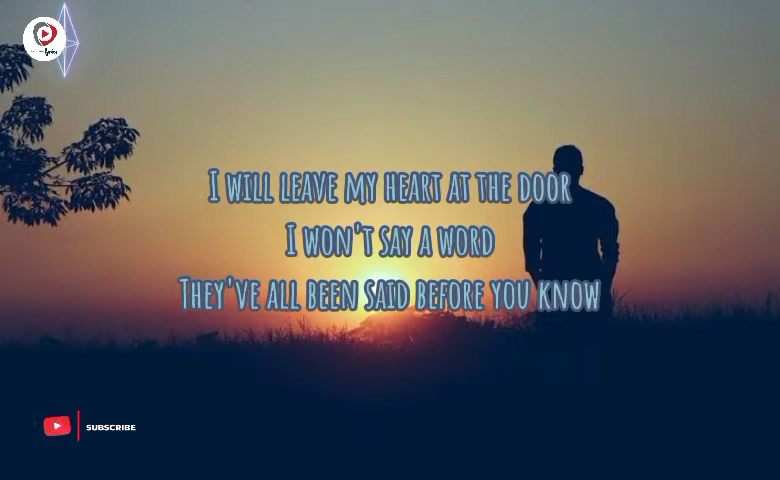 I WILL LEAVE MY HEART AT THE DOOR
I WON'T SAY A WORD
THEY'VE ALL BEEN SAID BEFORE YOU KNOW
SUBSCRIBE